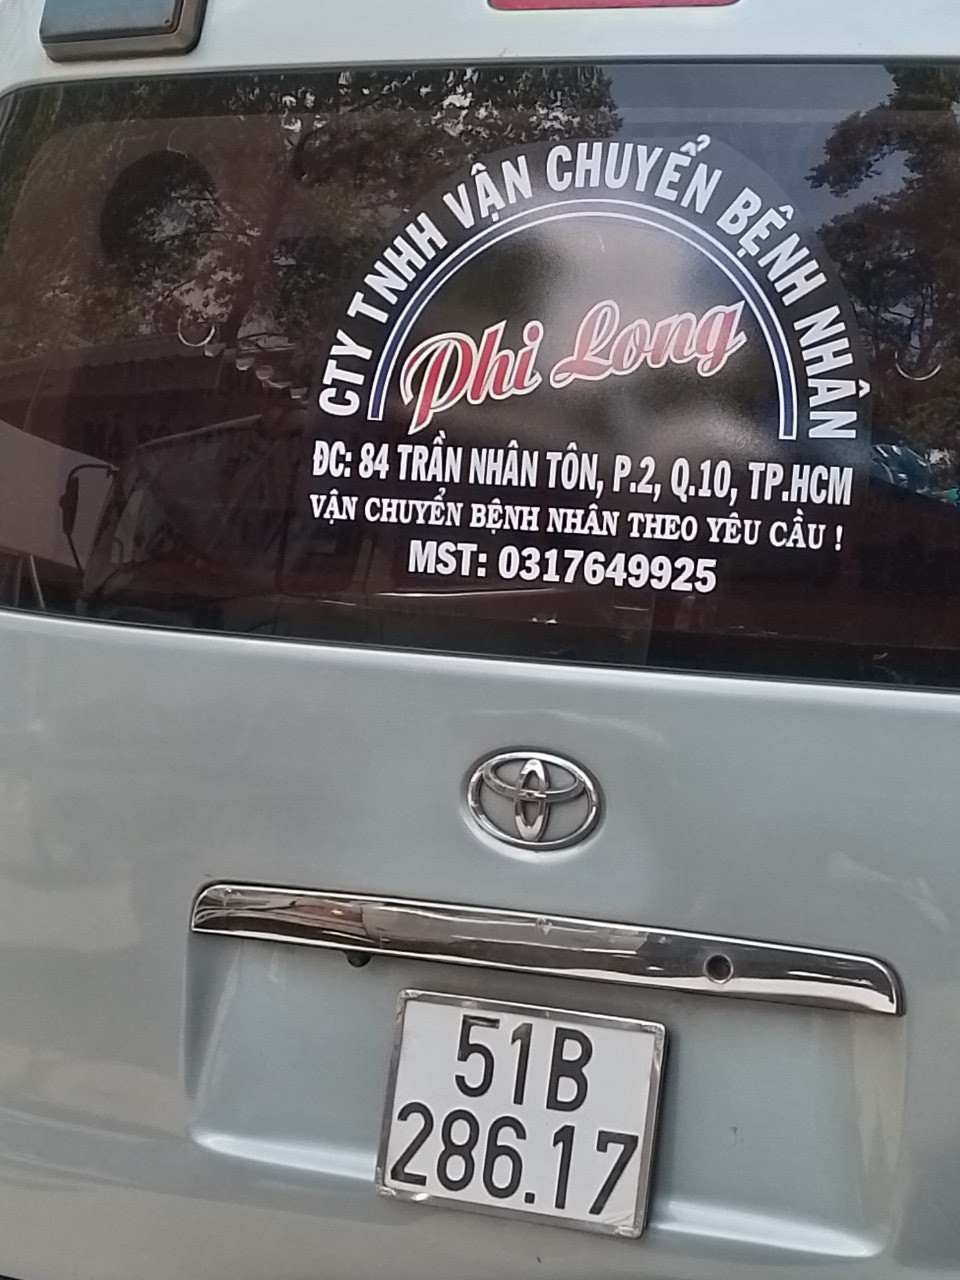 CTY TNHH VẬN CHUYỂN BỆNH NHÂN
Phi Long
ĐC: 84 TRẦN NHÂN TÔN, P.2, Q.10, TP.HCM
VẬN CHUYỂN BỆNH NHÂN THEO YÊU CẦU !
MST: 0317649925
51B
286.17